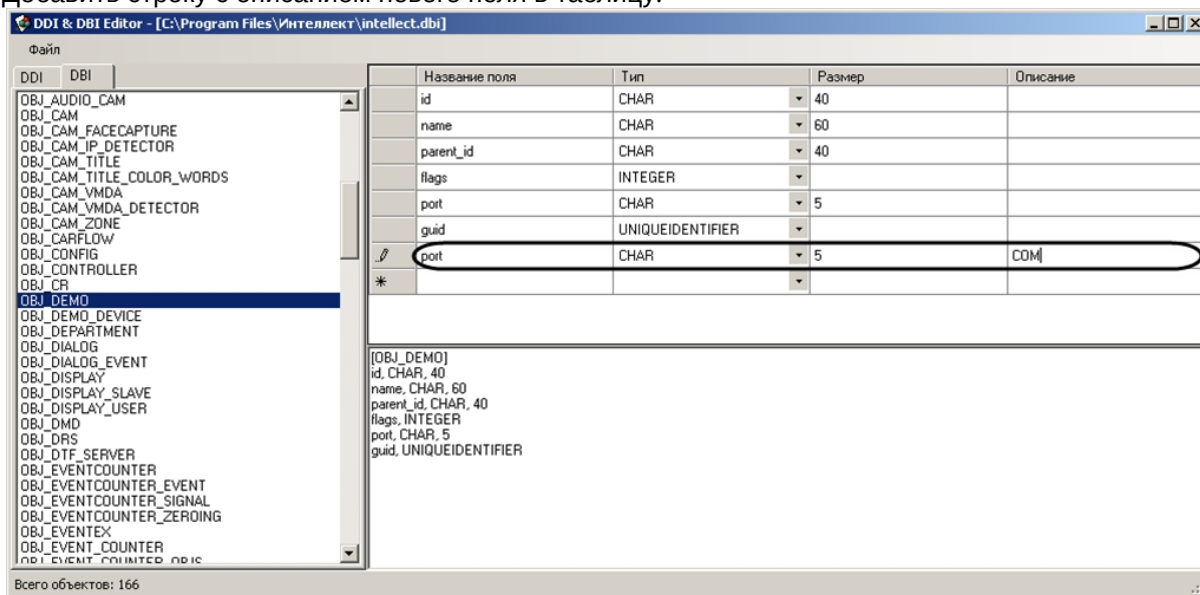 Добавить строку с описанием нового поля в таблицу.
DDI & DBI Editor - [C:\Program Files\Интеллект\intellect.dbi]
Файл
DDI DBI
OBJ_AUDIO_CAM
OBJ_CAM
OBJ_CAM_FACECAPTURE
OBJ_CAM_IP_DETECTOR
OBJ_CAM_TITLE
OBJ_CAM_TITLE_COLOR_WORDS
OBJ_CAM_VMDA
OBJ_CAM_VMDA_DETECTOR
OBJ_CAM_ZONE
OBJ_CARFLOW
OBJ_CONFIG
OBJ_CONTROLLER
OBJ_CR
OBJ_DEMO
OBJ_DEMO_DEVICE
OBJ_DEPARTMENT
OBJ_DIALOG
OBJ_DIALOG_EVENT
OBJ_DISPLAY
OBJ_DISPLAY_SLAVE
OBJ_DISPLAY_USER
OBJ_DMD
OBJ_DRS
OBJ_DTF_SERVER
OBJ_EVENTCOUNTER
OBJ_EVENTCOUNTER_EVENT
OBJ_EVENTCOUNTER_SIGNAL
OBJ_EVENTCOUNTER_ZEROING
OBJ_EVENTEX
OBJ_EVENT_COUNTER
OBJ_EVENT_COUNTER_OBJS
Название поля Тип Размер Описание
id CHAR 40
name CHAR 60
parent_id CHAR 40
flags INTEGER
port CHAR 5
guid UNIQUEIDENTIFIER
port CHAR 5 COM
[OBJ_DEMO]
id, CHAR, 40
name, CHAR, 60
parent_id, CHAR, 40
flags, INTEGER
port, CHAR, 5
guid, UNIQUEIDENTIFIER
Всего объектов: 166